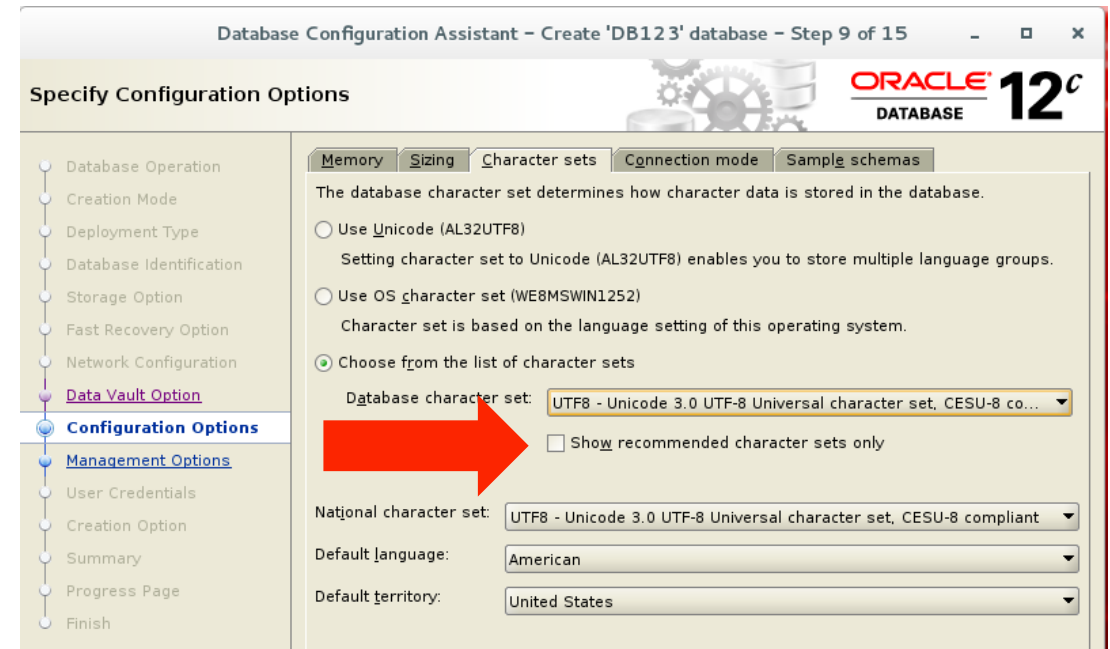 Database Configuration Assistant – Create 'DB123' database – Step 9 of 15
Specify Configuration Options
ORACLE 12c
DATABASE
Database Operation
Creation Mode
Deployment Type
Database Identification
Storage Option
Fast Recovery Option
Network Configuration
Data Vault Option
Configuration Options
Management Options
User Credentials
Creation Option
Summary
Progress Page
Finish
Memory Sizing Character sets Connection mode Sample schemas
The database character set determines how character data is stored in the database.
Use Unicode (AL32UTF8)
Setting character set to Unicode (AL32UTF8) enables you to store multiple language groups.
Use OS character set (WE8MSWIN1252)
Character set is based on the language setting of this operating system.
Choose from the list of character sets
Database character set: UTF8 - Unicode 3.0 UTF-8 Universal character set, CESU-8 co...
Show recommended character sets only
National character set: UTF8 - Unicode 3.0 UTF-8 Universal character set, CESU-8 compliant
Default language: American
Default territory: United States